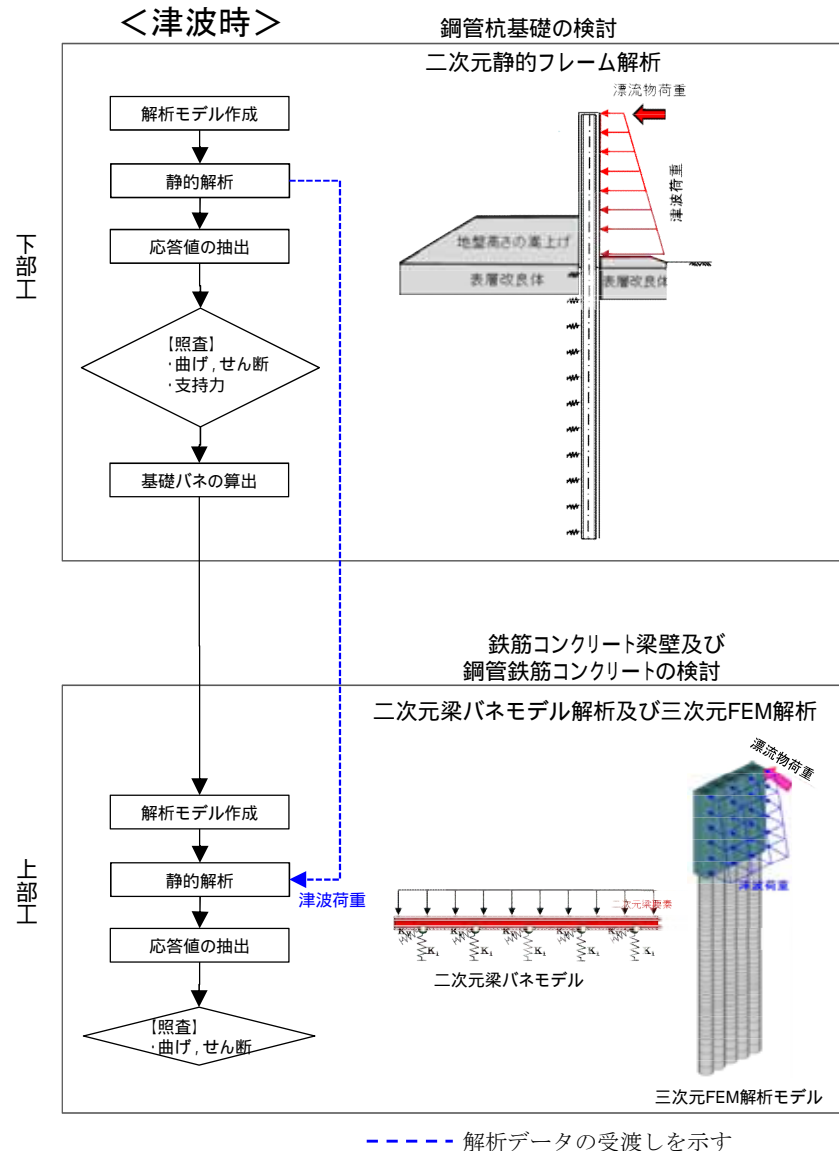 ＜津波時＞
鋼管杭基礎の検討
二次元静的フレーム解析
下部工
解析モデル作成
静的解析
応答値の抽出
【照査】
・曲げ，せん断
・支持力
基礎バネの算出
漂流物荷重
津波荷重
地盤高さの嵩上げ
表層改良体
表層改良体
鉄筋コンクリート梁壁及び
鋼管鉄筋コンクリートの検討
二次元梁バネモデル解析及び三次元FEM解析
上部工
解析モデル作成
静的解析
津波荷重
応答値の抽出
【照査】
・曲げ，せん断
二次元梁要素
K₁ K₁ K₁ K₁ K₁
二次元梁バネモデル
漂流物荷重
津波荷重
三次元FEM解析モデル
解析データの受渡しを示す